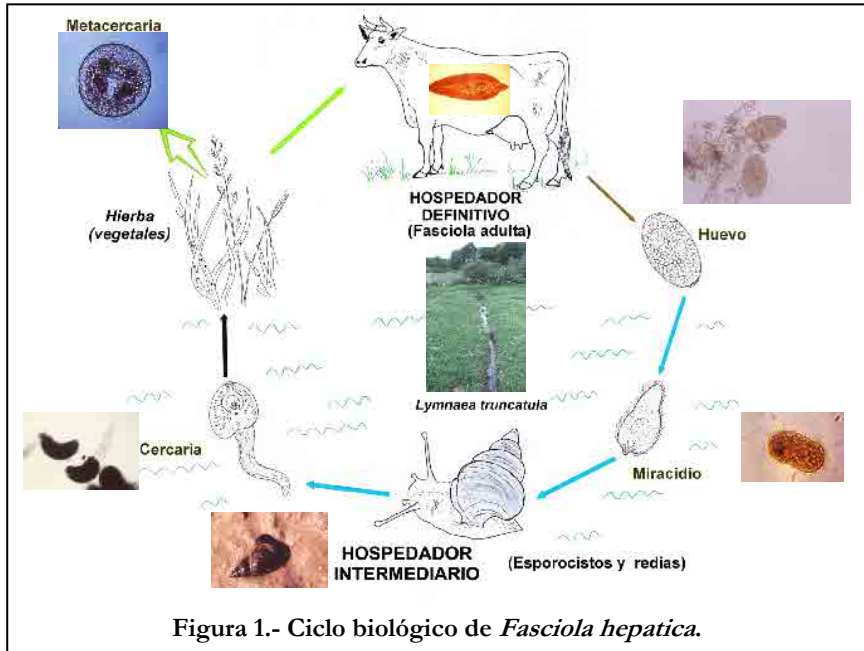 Metacercaria
Hierba
(vegetales)
HOSPEDADOR
DEFINITIVO
(Fasciola adulta)
Huevo
Lymnaea truncatula
Cercaria
Miracidio
HOSPEDADOR
INTERMEDIARIO
(Esporocistos y redias)
Figura 1.- Ciclo biológico de Fasciola hepatica.